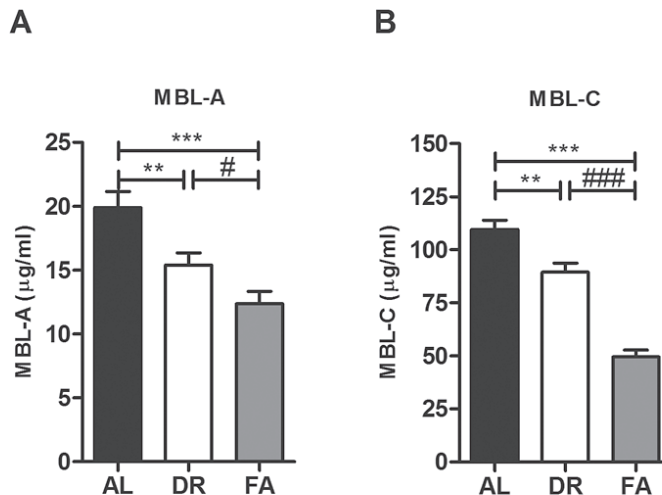 A
MBL-A
MBL-A (μg/ml)
25
20
15
10
5
0
***
** #
AL DR FA
B
MBL-C
MBL-C (μg/ml)
150
125
100
75
50
25
0
***
** ###
AL DR FA